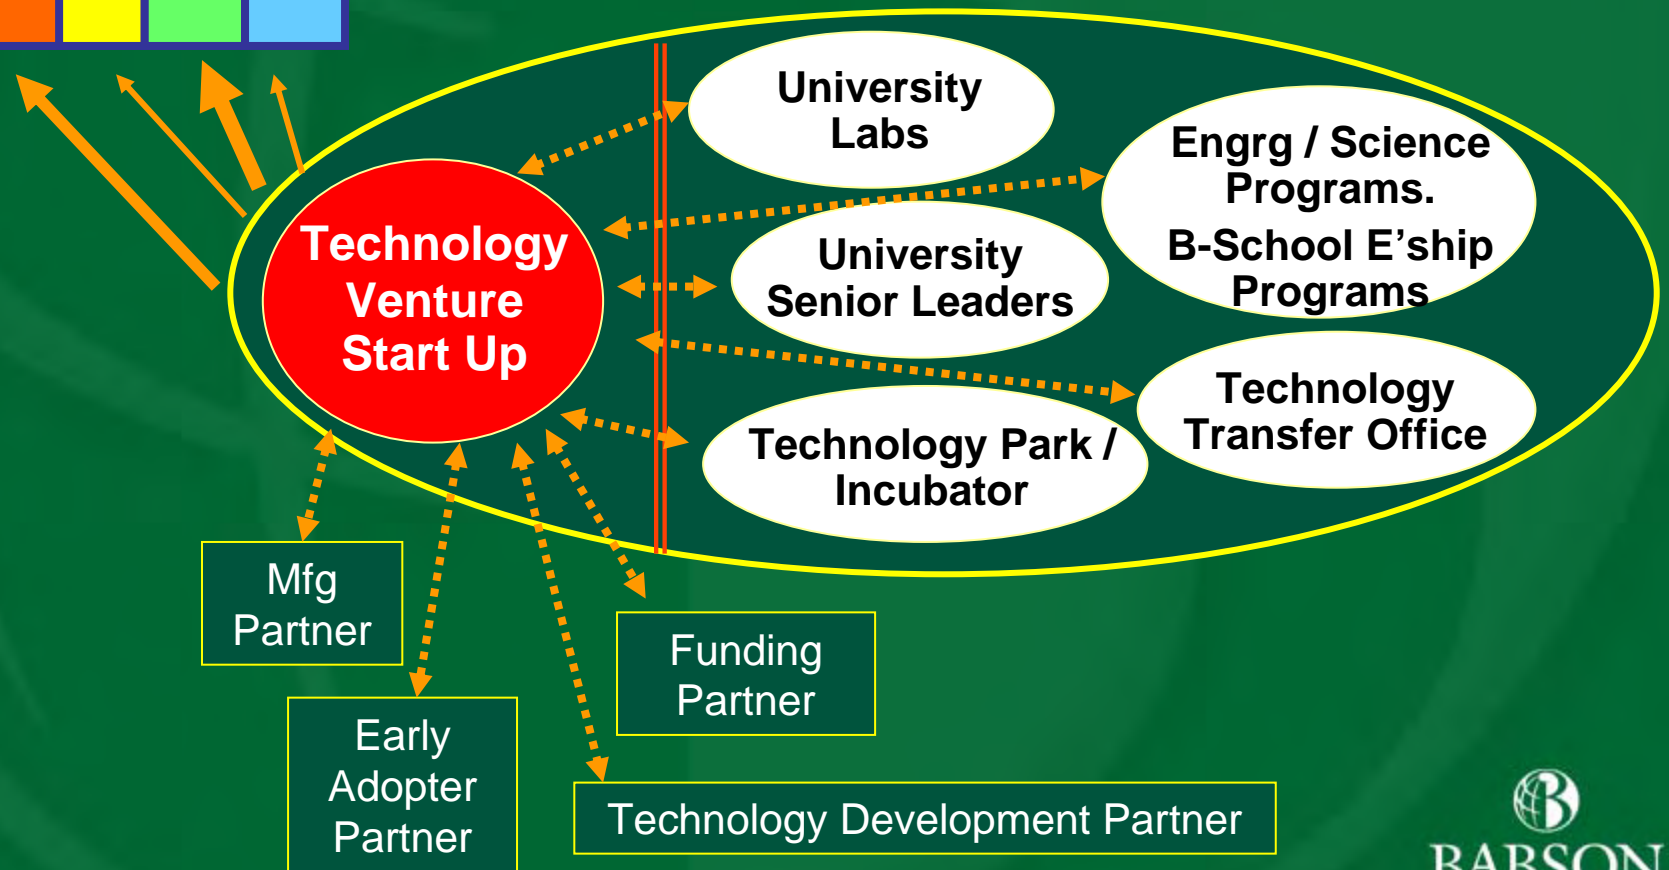 University
Labs
Engrg / Science
Programs.
B-School E’ship
Programs
Technology
Venture
Start Up
University
Senior Leaders
Technology
Transfer Office
Technology Park /
Incubator
Mfg
Partner
Funding
Partner
Early
Adopter
Partner
Technology Development Partner
BABSON